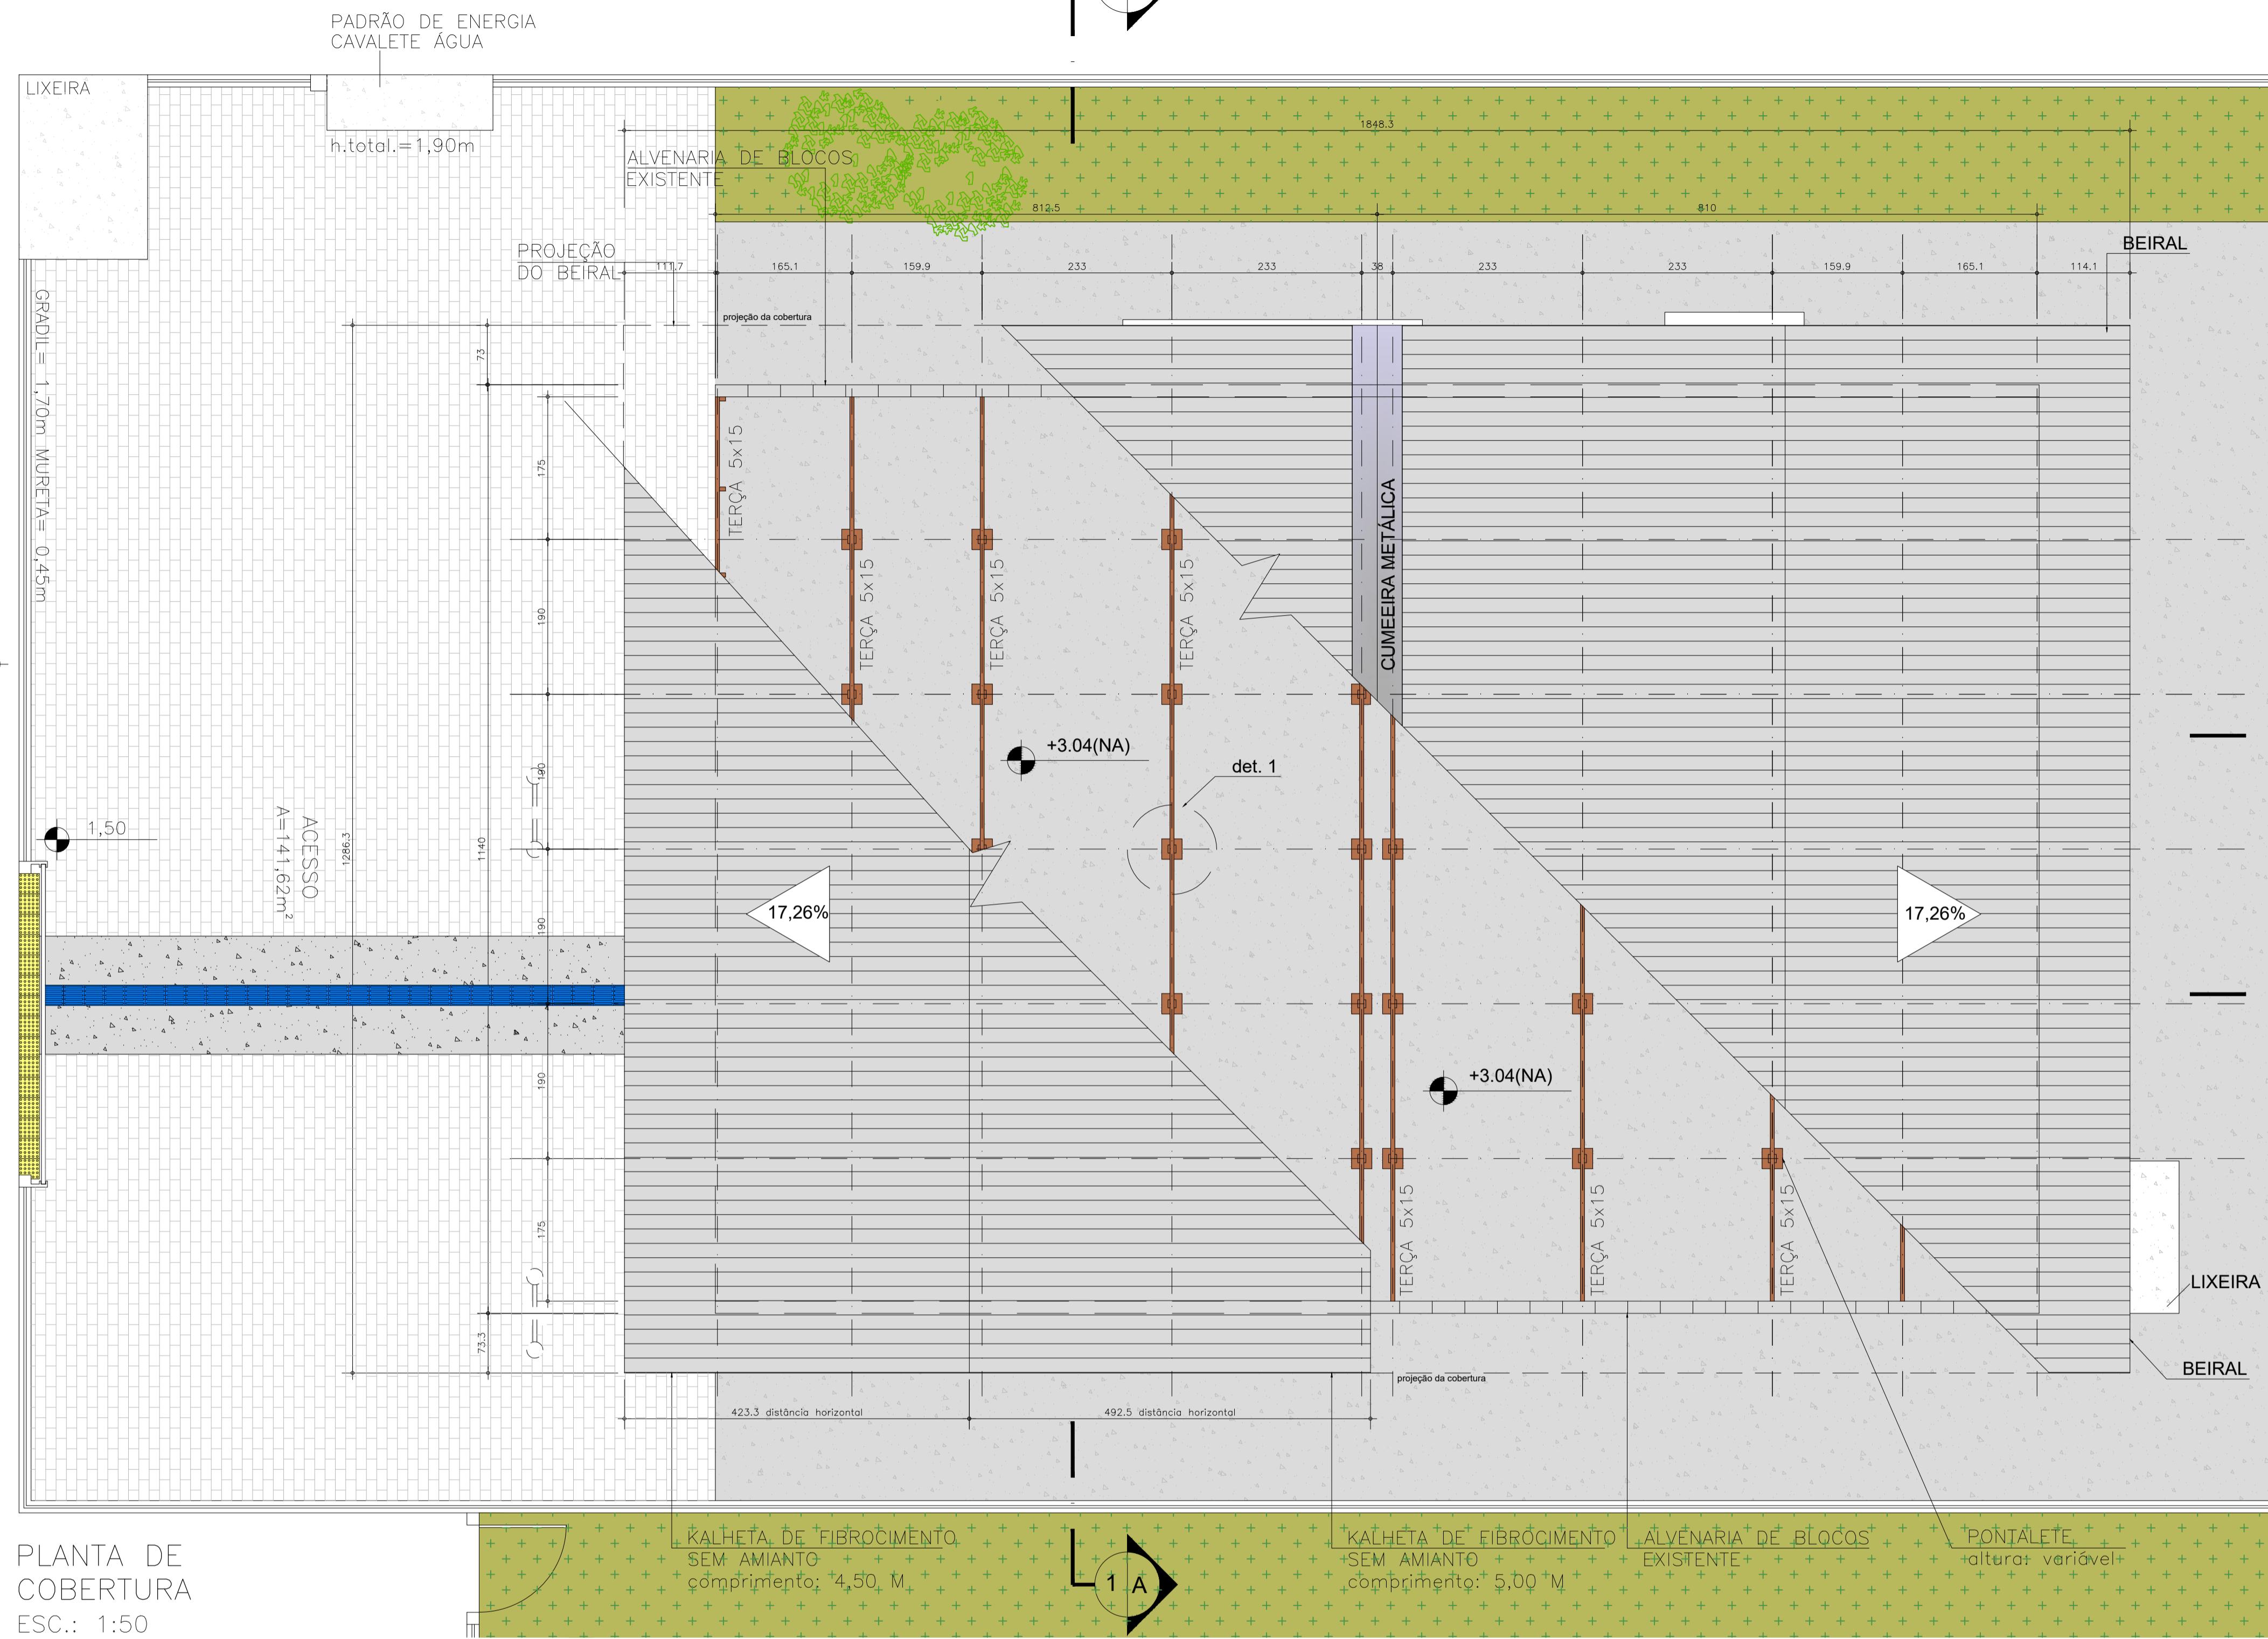 PADRÃO DE ENERGIA
CAVALETE ÁGUA
LIXEIRA
h.total.=1,90m
1848.3
ALVENARIA DE BLOCOS
EXISTENTE
812.5
810
PROJEÇÃO
DO BEIRAL
BEIRAL
111.7
165.1
159.9
233
233
38
233
233
159.9
165.1
114.1
projeção da cobertura
GRADIL= 1,70m MURETA= 0,45m
73
175
190
190
190
190
175
1286.3
1140
73.3
TERÇA 5x15
TERÇA 5x15
TERÇA 5x15
TERÇA 5x15
CUMEEIRA METÁLICA
+3.04(NA)
det. 1
1,50
ACESSO
A=141,62m²
17,26%
17,26%
+3.04(NA)
TERÇA 5x15
TERÇA 5x15
TERÇA 5x15
LIXEIRA
BEIRAL
projeção da cobertura
423.3 distância horizontal
492.5 distância horizontal
KALHETA DE FIBROCIMENTO
SEM AMIANTO
comprimento: 4,50 M
KALHETA DE FIBROCIMENTO
SEM AMIANTO
comprimento: 5,00 M
ALVENARIA DE BLOCOS
EXISTENTE
PONTALETE
altura: variável
1 A
PLANTA DE
COBERTURA
ESC.: 1:50